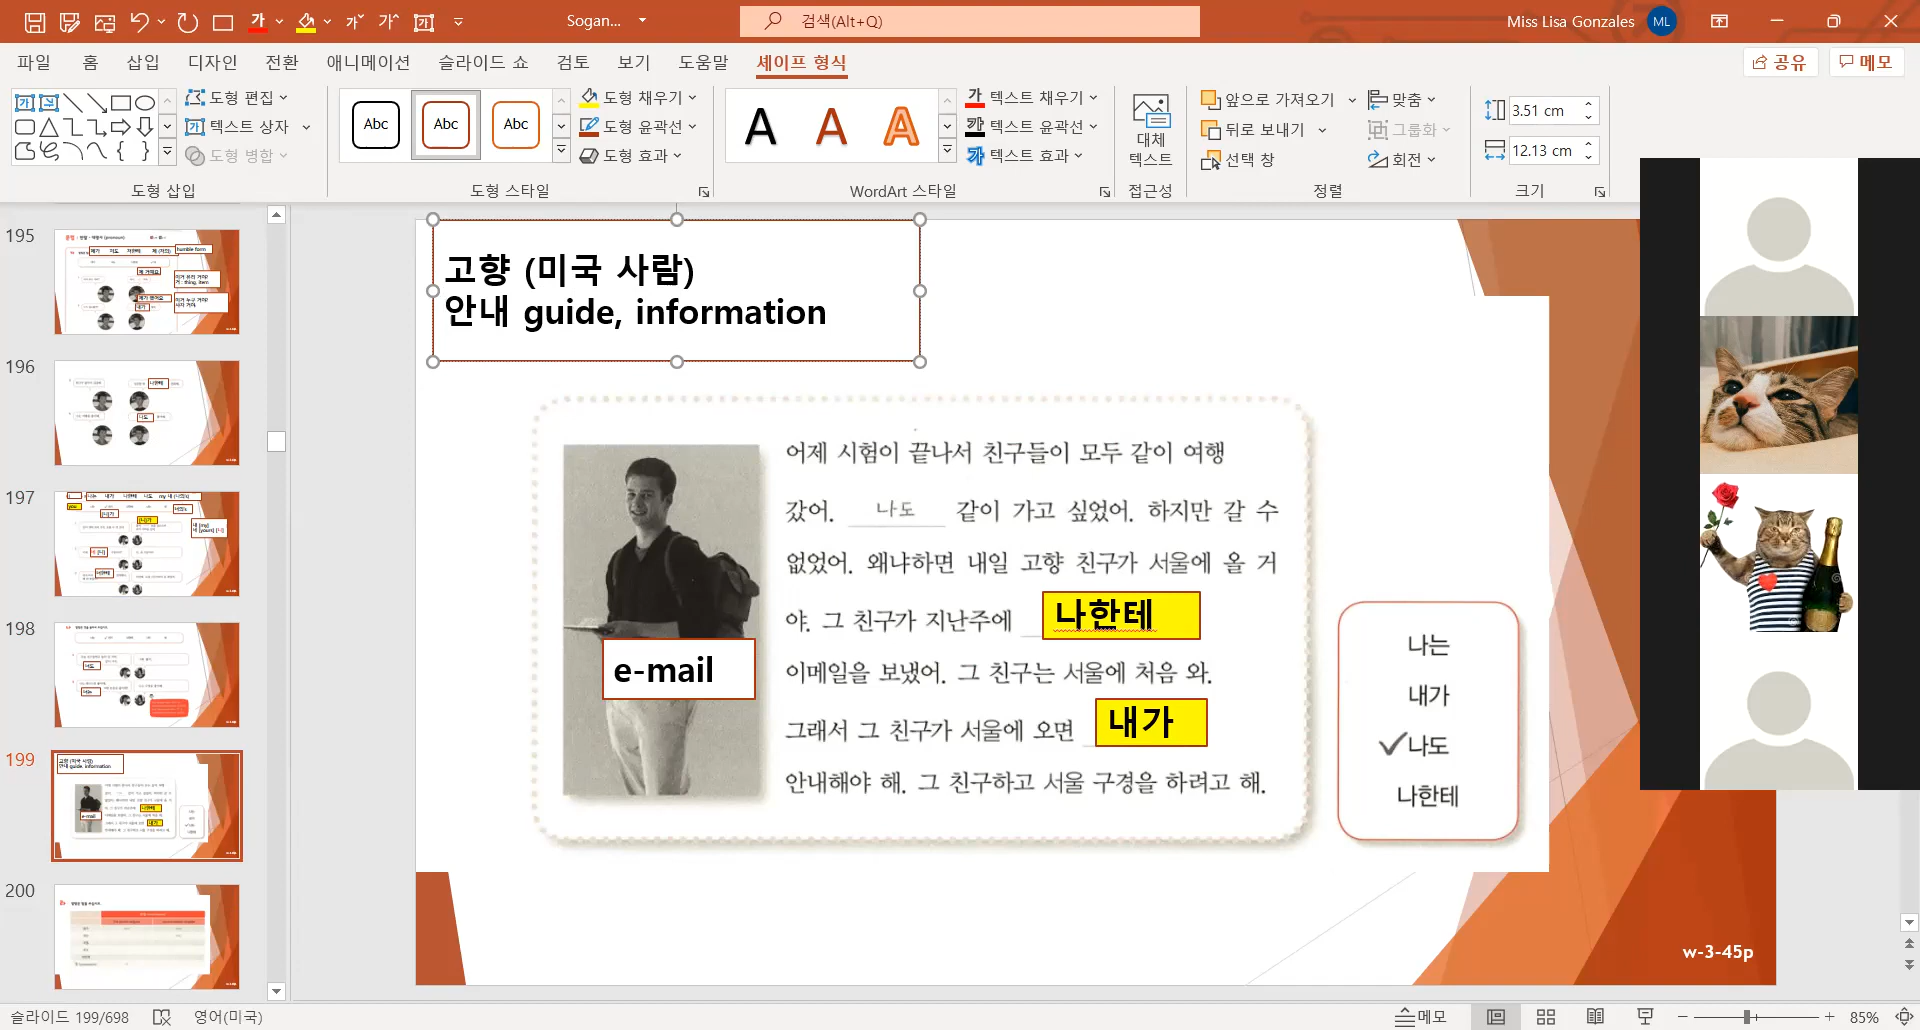 Sogan...
검색(Alt+Q)
Miss Lisa Gonzales
ML
파일 홈 삽입 디자인 전환 애니메이션 슬라이드 쇼 검토 보기 도움말 셰이프 형식
공유
메모
도형 편집
텍스트 상자
도형 병합
도형 삽입
Abc Abc Abc
도형 채우기
도형 윤곽선
도형 효과
도형 스타일
A A A
텍스트 채우기
텍스트 윤곽선
텍스트 효과
WordArt 스타일
대체
텍스트
접근성
앞으로 가져오기
뒤로 보내기
선택 창
맞춤
그룹화
회전
정렬
3.51 cm
12.13 cm
크기
195
196
197
198
199
200
고향 (미국 사람)
안내 guide, information
어제 시험이 끝나서 친구들이 모두 같이 여행
갔어. 나도 같이 가고 싶었어. 하지만 갈 수
없었어. 왜냐하면 내일 고향 친구가 서울에 올 거
야. 그 친구가 지난주에 나한테
이메일을 보냈어. 그 친구는 서울에 처음 와.
그래서 그 친구가 서울에 오면 내가
안내해야 해. 그 친구하고 서울 구경을 하려고 해.
e-mail
나는
내가
✓나도
나한테
w-3-45p
슬라이드 199/698
영어(미국)
메모
85%